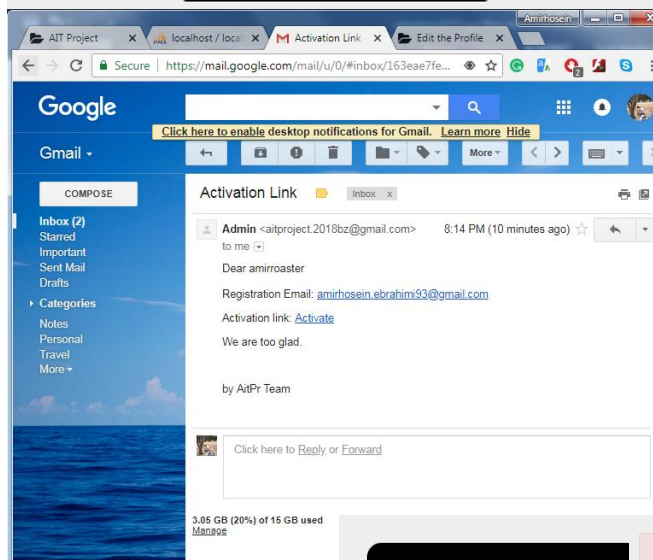 Amirhosein
AIT Project
localhost / local
Activation Link -
Edit the Profile
Secure | https://mail.google.com/mail/u/0/#inbox/163eae7fe...
Google
Click here to enable desktop notifications for Gmail. Learn more Hide
Gmail
More
COMPOSE
Activation Link
Inbox x
Inbox (2)
Starred
Important
Sent Mail
Drafts
Categories
Notes
Personal
Travel
More
Admin <aitproject.2018bz@gmail.com> 8:14 PM (10 minutes ago)
to me
Dear amirroaster
Registration Email: amirhosein.ebrahimi93@gmail.com
Activation link: Activate
We are too glad.
by AitPr Team
Click here to Reply or Forward
3.05 GB (20%) of 15 GB used
Manage